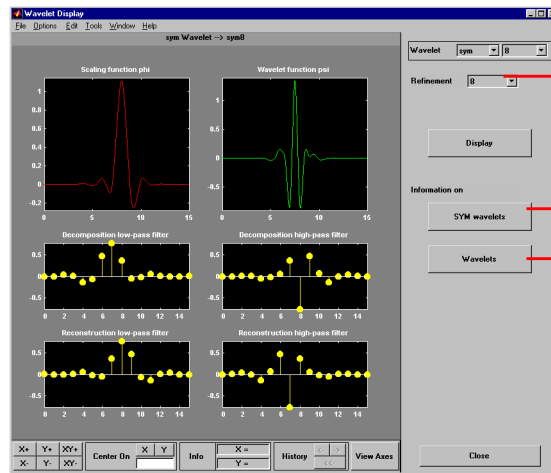 Wavelet Display
File Options Edit Tools Window Help
sym Wavelet --> sym8
Wavelet sym 8
Refinement 8
Display
Information on
SYM wavelets
Wavelets
Close
Scaling function phi
1
0.8
0.6
0.4
0.2
0
-0.2
0 5 10 15
Wavelet function psi
1
0.5
0
-0.5
0 5 10 15
Decomposition low-pass filter
0.5
0
-0.5
0 2 4 6 8 10 12 14
Decomposition high-pass filter
0.5
0
-0.5
0 2 4 6 8 10 12 14
Reconstruction low-pass filter
0.5
0
-0.5
0 2 4 6 8 10 12 14
Reconstruction high-pass filter
0.5
0
-0.5
0 2 4 6 8 10 12 14
X+ Y+ XY+
X- Y- XY-
Center On X Y
Info X =
Y =
History <- ->
<<-
View Axes